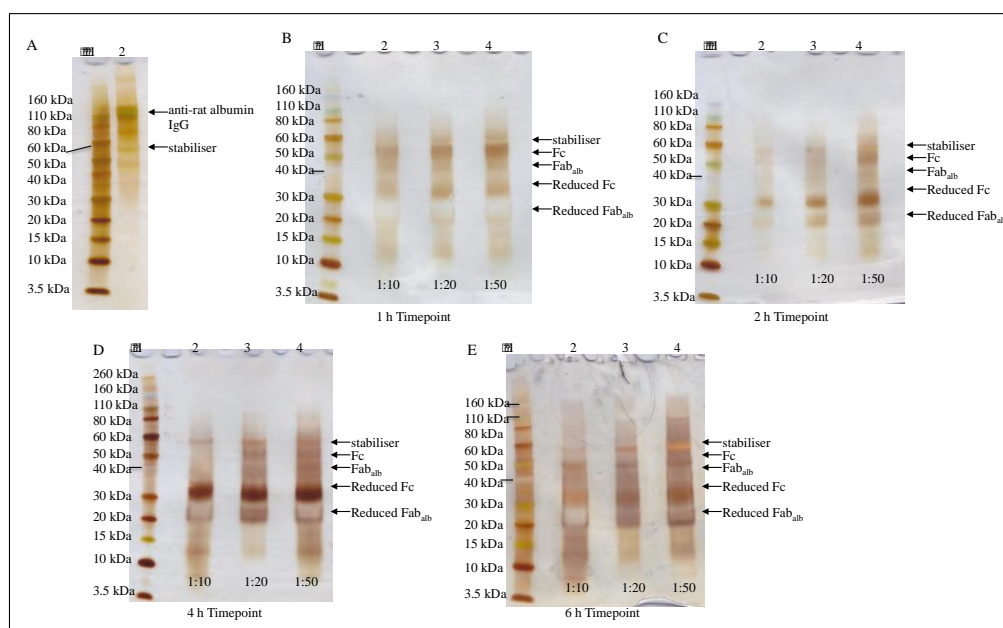 A
2
160 kDa
110 kDa
80 kDa
60 kDa
50 kDa
40 kDa
30 kDa
20 kDa
15 kDa
10 kDa
3.5 kDa
anti-rat albumin
IgG
stabiliser
B
2 3 4
160 kDa
110 kDa
80 kDa
60 kDa
50 kDa
40 kDa
30 kDa
20 kDa
15 kDa
10 kDa
3.5 kDa
stabiliser
Fc
Fabalb
Reduced Fc
Reduced Fabalb
1:10 1:20 1:50
1 h Timepoint
C
2 3 4
160 kDa
110 kDa
80 kDa
60 kDa
50 kDa
40 kDa
30 kDa
20 kDa
15 kDa
10 kDa
3.5 kDa
stabiliser
Fc
Fabalb
Reduced Fc
Reduced Fabal
1:10 1:20 1:50
2 h Timepoint
D
2 3 4
260 kDa
160 kDa
110 kDa
80 kDa
60 kDa
50 kDa
40 kDa
30 kDa
20 kDa
15 kDa
10 kDa
3.5 kDa
stabiliser
Fc
Fabalb
Reduced Fc
Reduced Fabalb
1:10 1:20 1:50
4 h Timepoint
E
2 3 4
160 kDa
110 kDa
80 kDa
60 kDa
50 kDa
40 kDa
30 kDa
20 kDa
15 kDa
10 kDa
3.5 kDa
stabiliser
Fc
Fabalb
Reduced Fc
Reduced Fabalb
1:10 1:20 1:50
6 h Timepoint